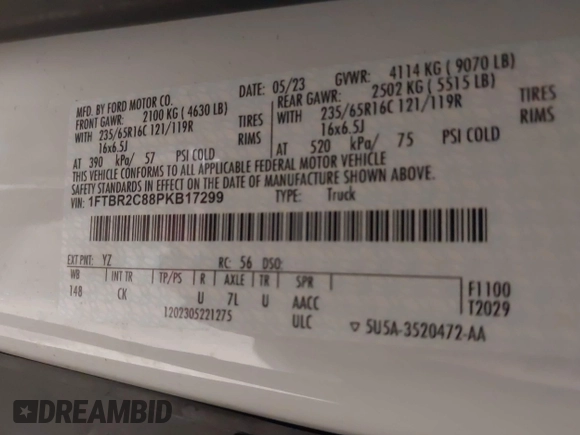 MFD. BY FORD MOTOR CO. DATE: 05/23 GVWR: 4114 KG ( 9070 LB)
FRONT GAWR: 2100 KG ( 4630 LB) REAR GAWR: 2502 KG ( 5515 LB)
WITH 235/65R16C 121/119R TIRES WITH 235/65R16C 121/119R TIRES
16x6.5J RIMS 16x6.5J RIMS
AT 390 kPa/ 57 PSI COLD AT 520 kPa/ 75 PSI COLD
THIS VEHICLE CONFORMS TO ALL APPLICABLE FEDERAL MOTOR VEHICLE
SAFETY STANDARDS IN EFFECT ON THE DATE OF MANUFACTURE SHOWN ABOVE.
VIN: 1FTBR2C88PKB17299 TYPE: Truck
EXT PNT: YZ RC: 56 DSO:
WB INT TR TP/PS R AXLE TR SPR F1100
148 CK U 7L U AACC T2029
1202305221275 ULC ▽ 5U5A-3520472-AA
DREAMBID